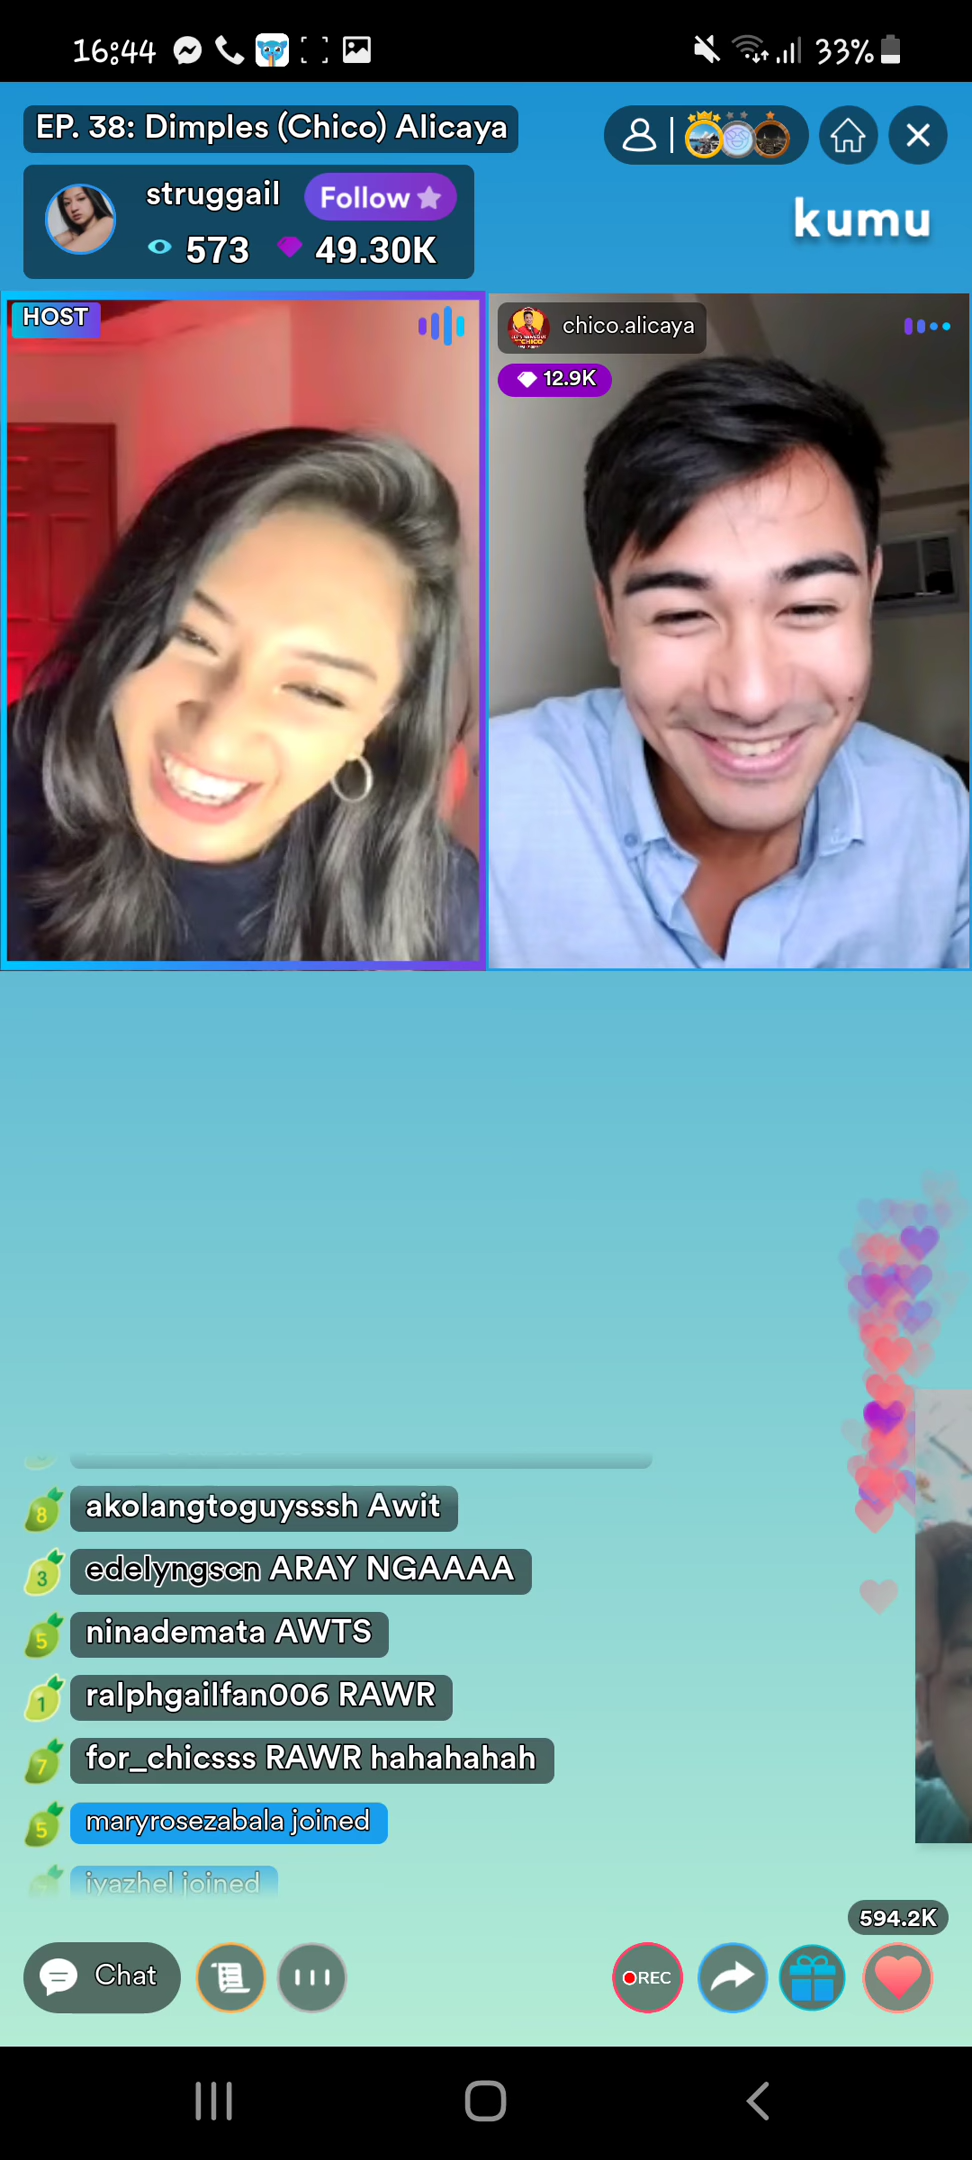 16:44
33%
EP. 38: Dimples (Chico) Alicaya
struggail
Follow
573 49.30K
kumu
HOST
chico.alicaya
12.9K
8 akolangtoguysssh Awit
3 edelyngscn ARAY NGAAAA
5 ninademata AWTS
1 ralphgailfan006 RAWR
7 for_chicsss RAWR hahahahah
5 maryrosezabala joined
iyazhel joined
594.2K
Chat
REC